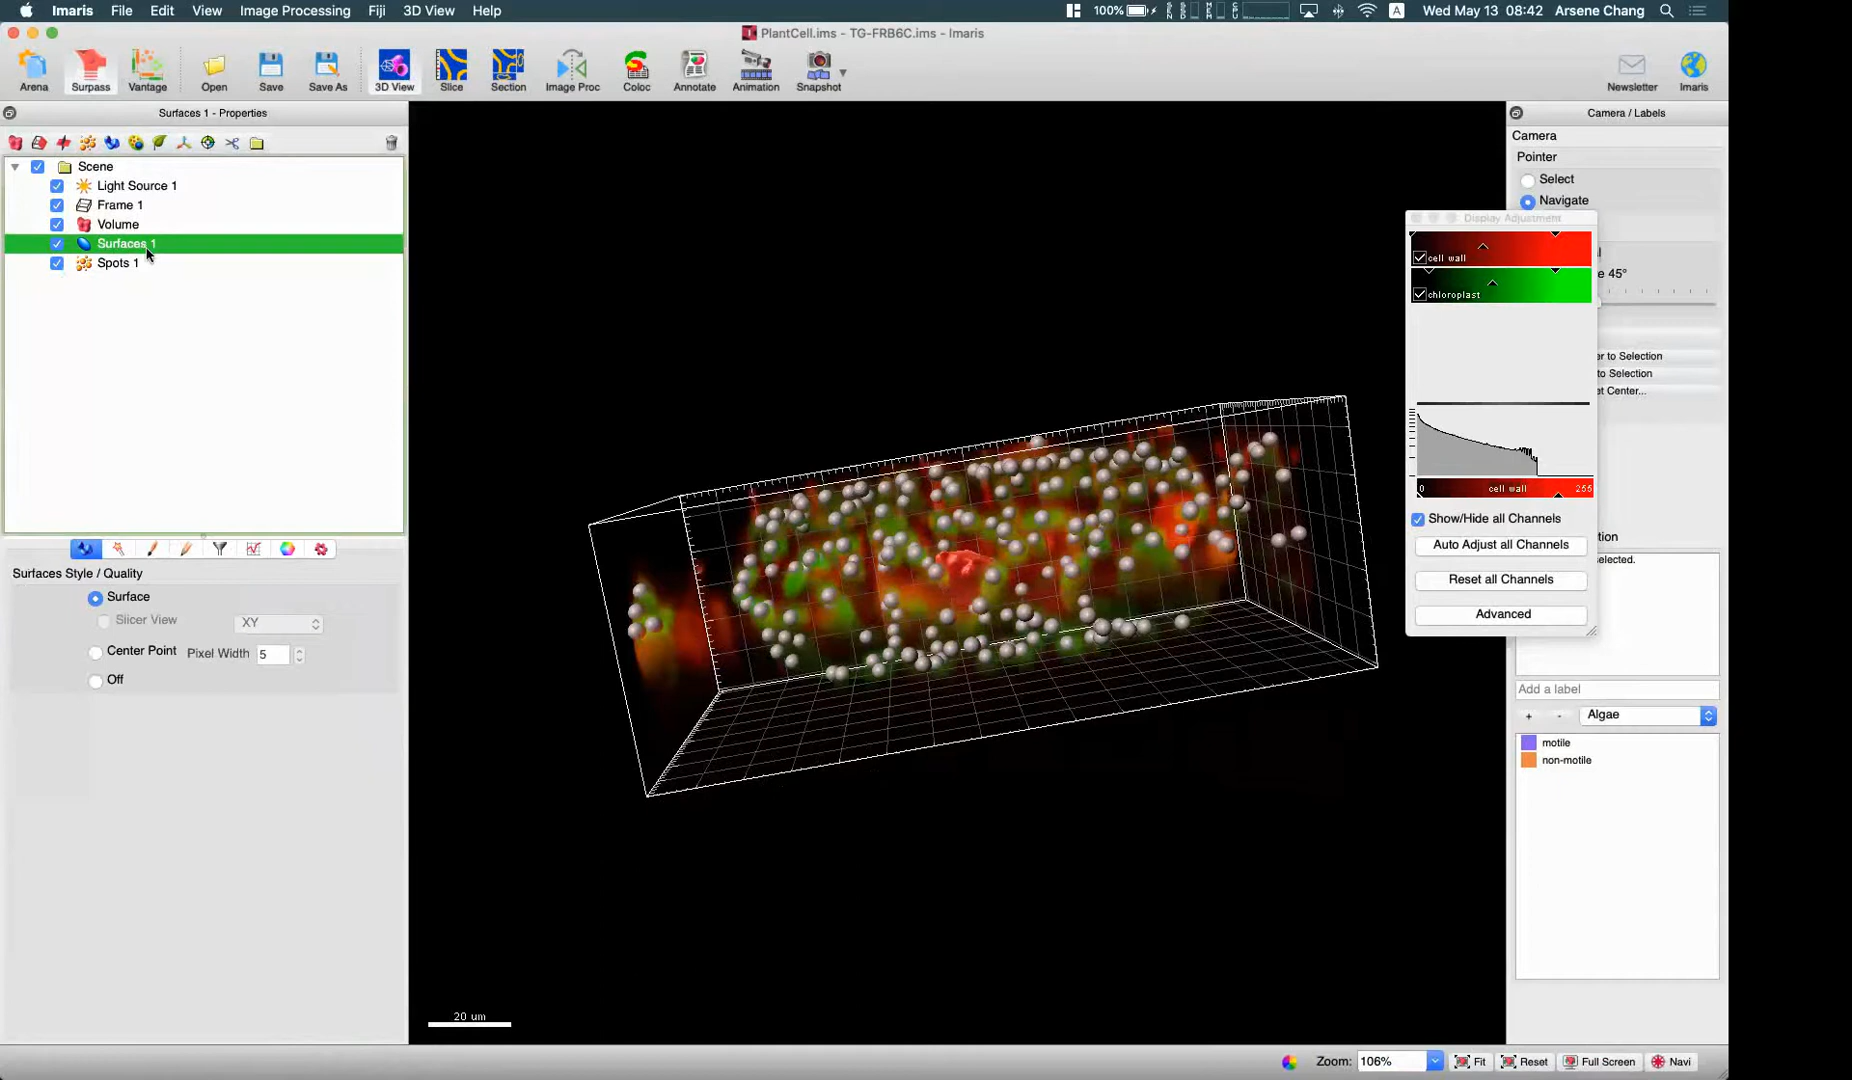 Imaris File Edit View Image Processing Fiji 3D View Help 100% A Wed May 13 08:42 Arsene Chang
PlantCell.ims - TG-FRB6C.ims - Imaris
Arena Surpass Vantage Open Save Save As 3D View Slice Section Image Proc Coloc Annotate Animation Snapshot Newsletter Imaris
Surfaces 1 - Properties
Camera / Labels
Scene
Light Source 1
Frame 1
Volume
Surfaces 1
Spots 1
Surfaces Style / Quality
Surface
Slicer View XY
Center Point Pixel Width 5
Off
20 um
Camera
Pointer
Select
Navigate
Display Adjustment
cell wall
chloroplast
0 cell wall 255
Show/Hide all Channels
Auto Adjust all Channels
Reset all Channels
Advanced
al
e 45°
er to Selection
to Selection
et Center...
tion
elected.
Add a label
+ - Algae
motile
non-motile
Zoom: 106% Fit Reset Full Screen Navi